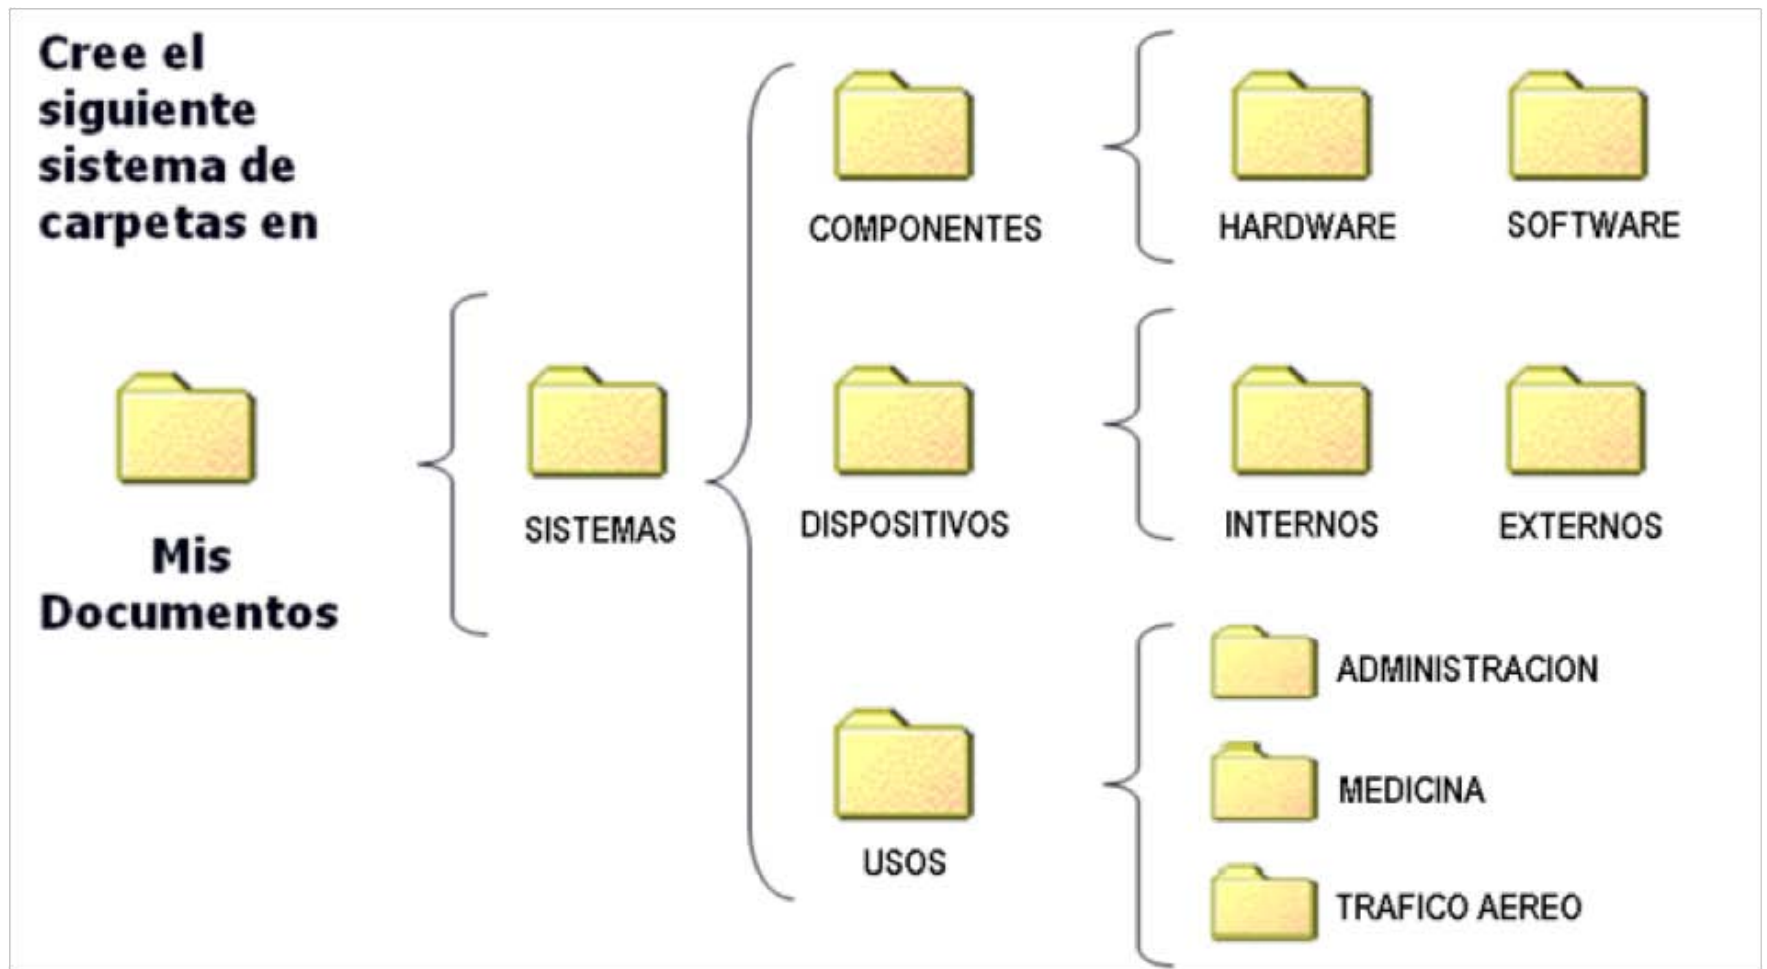 Cree el
siguiente
sistema de
carpetas en
Mis
Documentos
SISTEMAS
COMPONENTES
HARDWARE
SOFTWARE
DISPOSITIVOS
INTERNOS
EXTERNOS
USOS
ADMINISTRACION
MEDICINA
TRAFICO AEREO